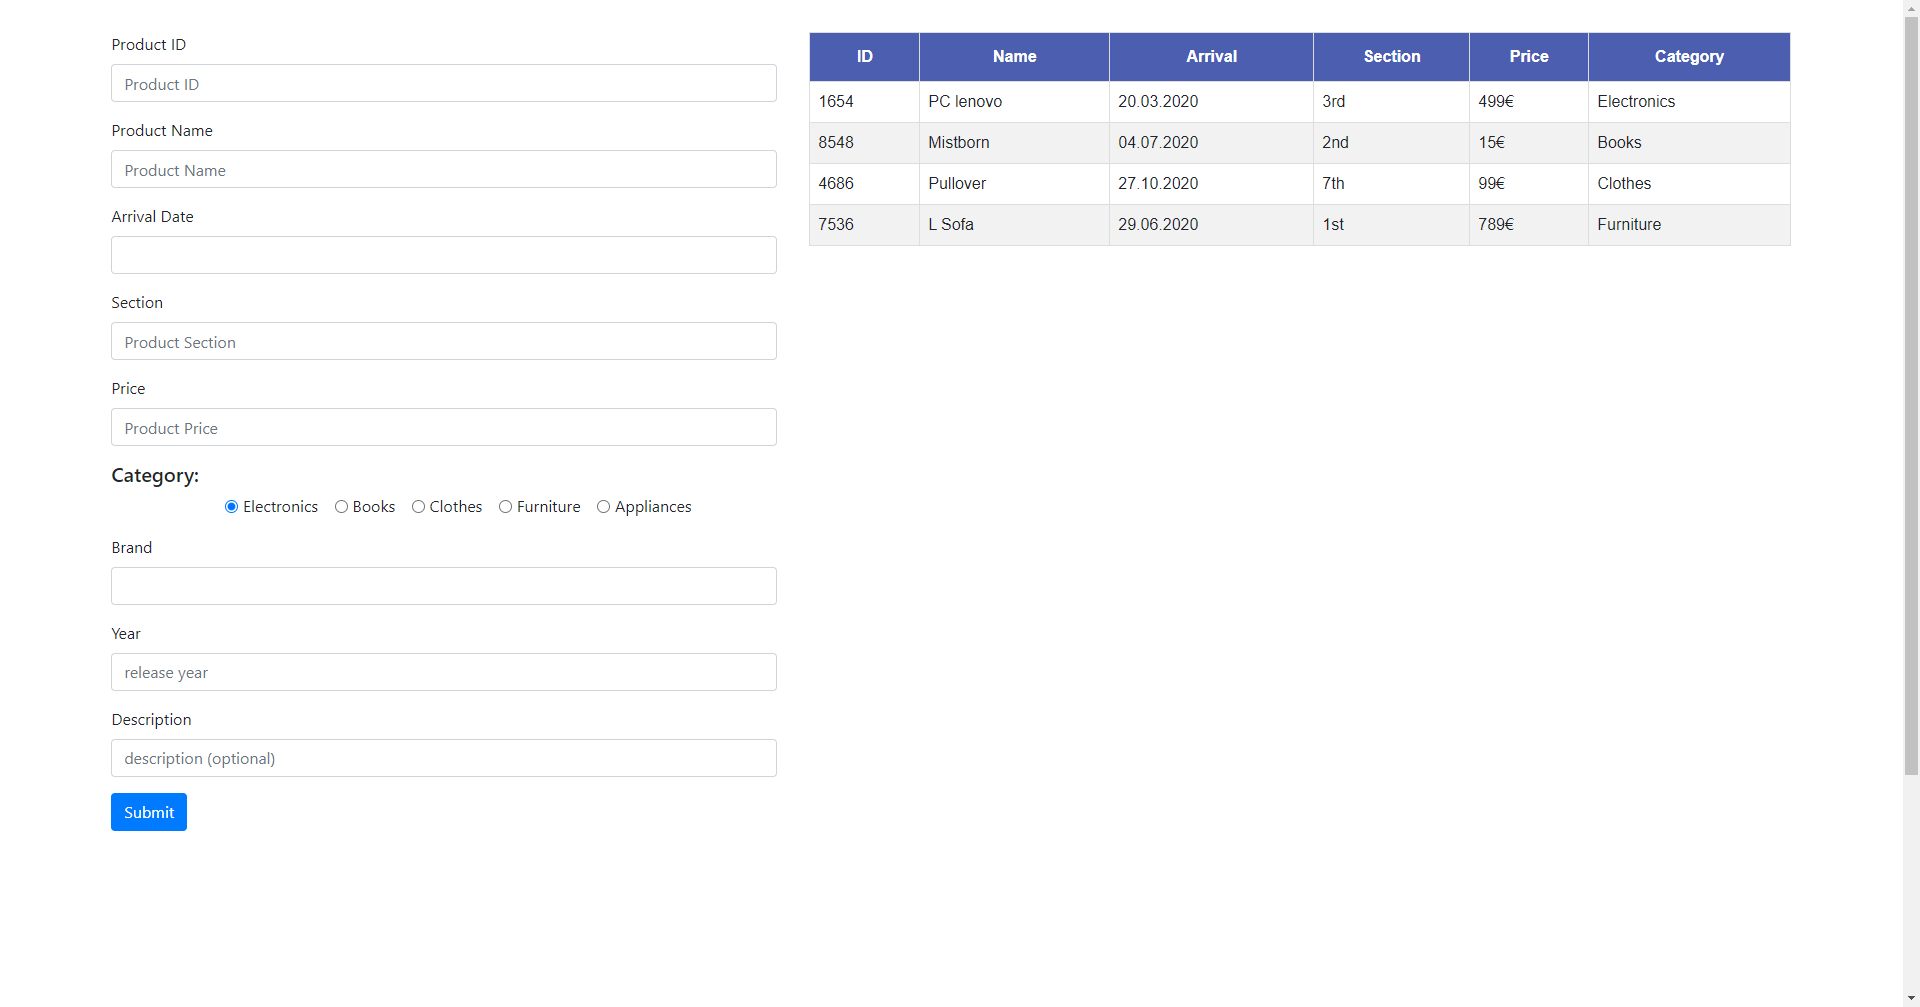 Product ID
Product ID
Product Name
Product Name
Arrival Date
Section
Product Section
Price
Product Price
Category:
Electronics Books Clothes Furniture Appliances
Brand
Year
release year
Description
description (optional)
Submit
ID Name Arrival Section Price Category
1654 PC lenovo 20.03.2020 3rd 499€ Electronics
8548 Mistborn 04.07.2020 2nd 15€ Books
4686 Pullover 27.10.2020 7th 99€ Clothes
7536 L Sofa 29.06.2020 1st 789€ Furniture